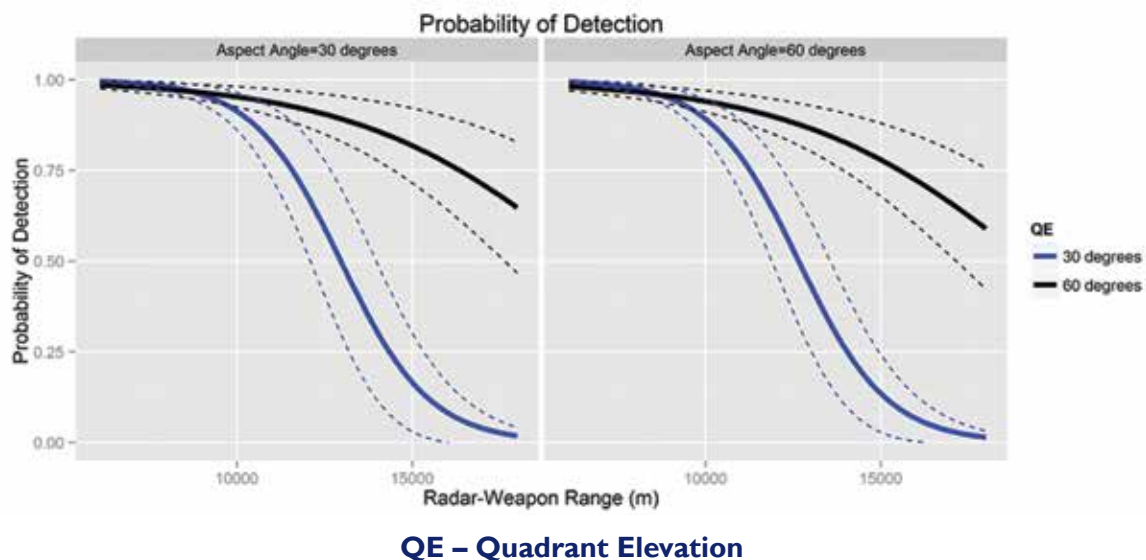 Probability of Detection
Aspect Angle=30 degrees
Aspect Angle=60 degrees
Probability of Detection
1.00
0.75
0.50
0.25
0.00
10000
15000
10000
15000
Radar-Weapon Range (m)
QE
30 degrees
60 degrees
QE – Quadrant Elevation